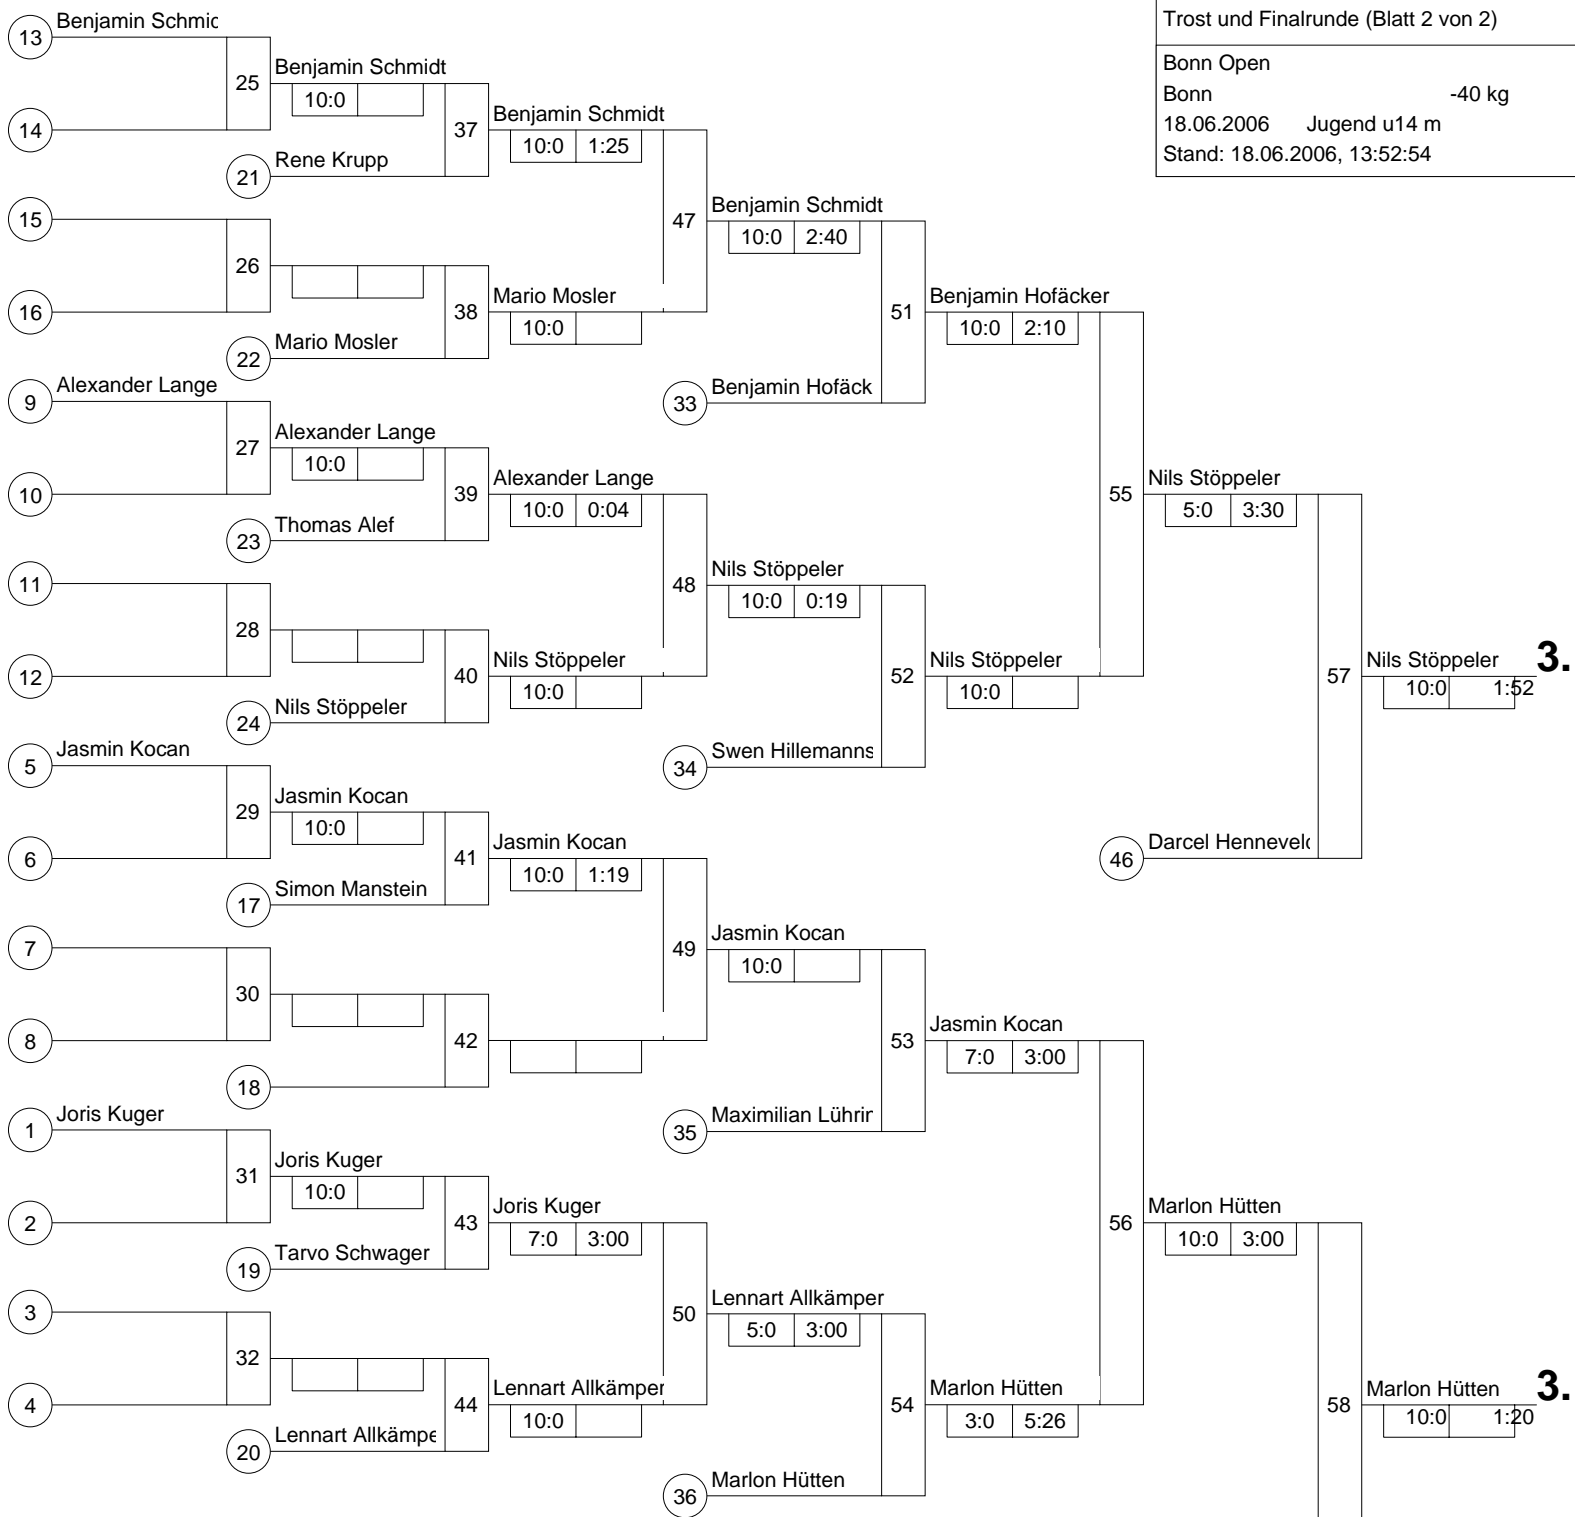 Trost und Finalrunde (Blatt 2 von 2)
Bonn Open
Bonn -40 kg
18.06.2006 Jugend u14 m
Stand: 18.06.2006, 13:52:54
13 Benjamin Schmic
14
25 Benjamin Schmidt
10:0
21 Rene Krupp
37 Benjamin Schmidt
10:0 1:25
15
16
26
22 Mario Mosler
38 Mario Mosler
10:0
47 Benjamin Schmidt
10:0 2:40
33 Benjamin Hofäck
51 Benjamin Hofäcker
10:0 2:10
9 Alexander Lange
10
27 Alexander Lange
10:0
23 Thomas Alef
39 Alexander Lange
10:0 0:04
11
12
28
24 Nils Stöppeler
40 Nils Stöppeler
10:0
48 Nils Stöppeler
10:0 0:19
34 Swen Hillemanns
52 Nils Stöppeler
10:0
55 Nils Stöppeler
5:0 3:30
46 Darcel Hennevelc
57 Nils Stöppeler 3.
10:0 1:52
5 Jasmin Kocan
6
29 Jasmin Kocan
10:0
17 Simon Manstein
41 Jasmin Kocan
10:0 1:19
7
8
30
18
42
49 Jasmin Kocan
10:0
35 Maximilian Lührir
53 Jasmin Kocan
7:0 3:00
1 Joris Kuger
2
31 Joris Kuger
10:0
19 Tarvo Schwager
43 Joris Kuger
7:0 3:00
3
4
32
20 Lennart Allkämpe
44 Lennart Allkämper
10:0
50 Lennart Allkämper
5:0 3:00
36 Marlon Hütten
54 Marlon Hütten
3:0 5:26
56 Marlon Hütten
10:0 3:00
58 Marlon Hütten 3.
10:0 1:20